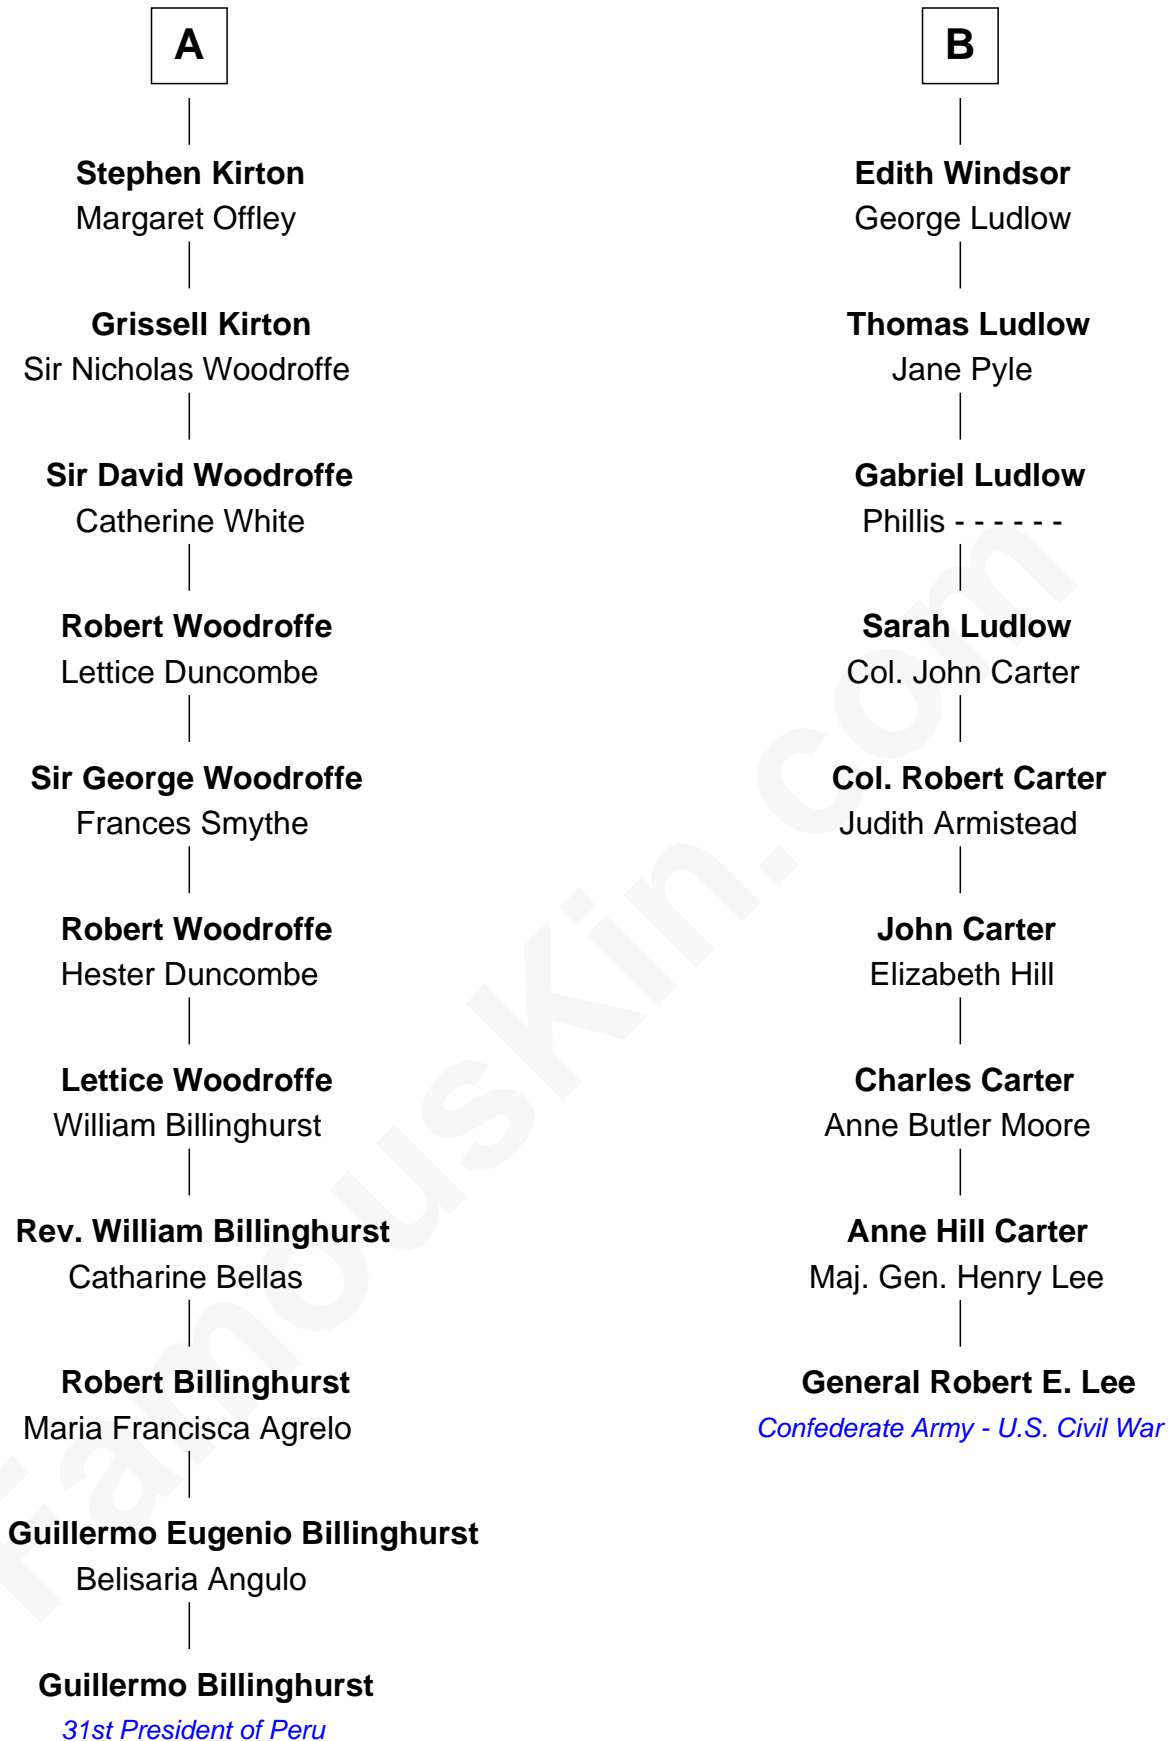 A
Stephen Kirton
Margaret Offley
Grissell Kirton
Sir Nicholas Woodroffe
Sir David Woodroffe
Catherine White
Robert Woodroffe
Lettice Duncombe
Sir George Woodroffe
Frances Smythe
Robert Woodroffe
Hester Duncombe
Lettice Woodroffe
William Billinghurst
Rev. William Billinghurst
Catharine Bellas
Robert Billinghurst
Maria Francisca Agrelo
Guillermo Eugenio Billinghurst
Belisaria Angulo
Guillermo Billinghurst
31st President of Peru
B
Edith Windsor
George Ludlow
Thomas Ludlow
Jane Pyle
Gabriel Ludlow
Phillis - - - - - -
Sarah Ludlow
Col. John Carter
Col. Robert Carter
Judith Armistead
John Carter
Elizabeth Hill
Charles Carter
Anne Butler Moore
Anne Hill Carter
Maj. Gen. Henry Lee
General Robert E. Lee
Confederate Army - U.S. Civil War
FamousKin.com